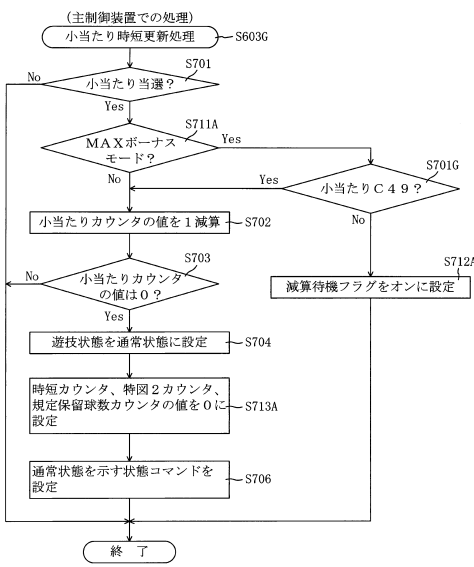 (主制御装置での処理)
小当たり時短更新処理
S603G
S701
No
小当たり当選？
Yes
S711A
MAXボーナス
モード？
Yes
No
S701G
Yes
小当たりC49？
No
小当たりカウンタの値を1減算
S702
S703
No
小当たりカウンタ
の値は0？
Yes
S712A
減算待機フラグをオンに設定
遊技状態を通常状態に設定
S704
時短カウンタ、特図2カウンタ、
規定保留球数カウンタの値を0に
設定
S713A
通常状態を示す状態コマンドを
設定
S706
終 了